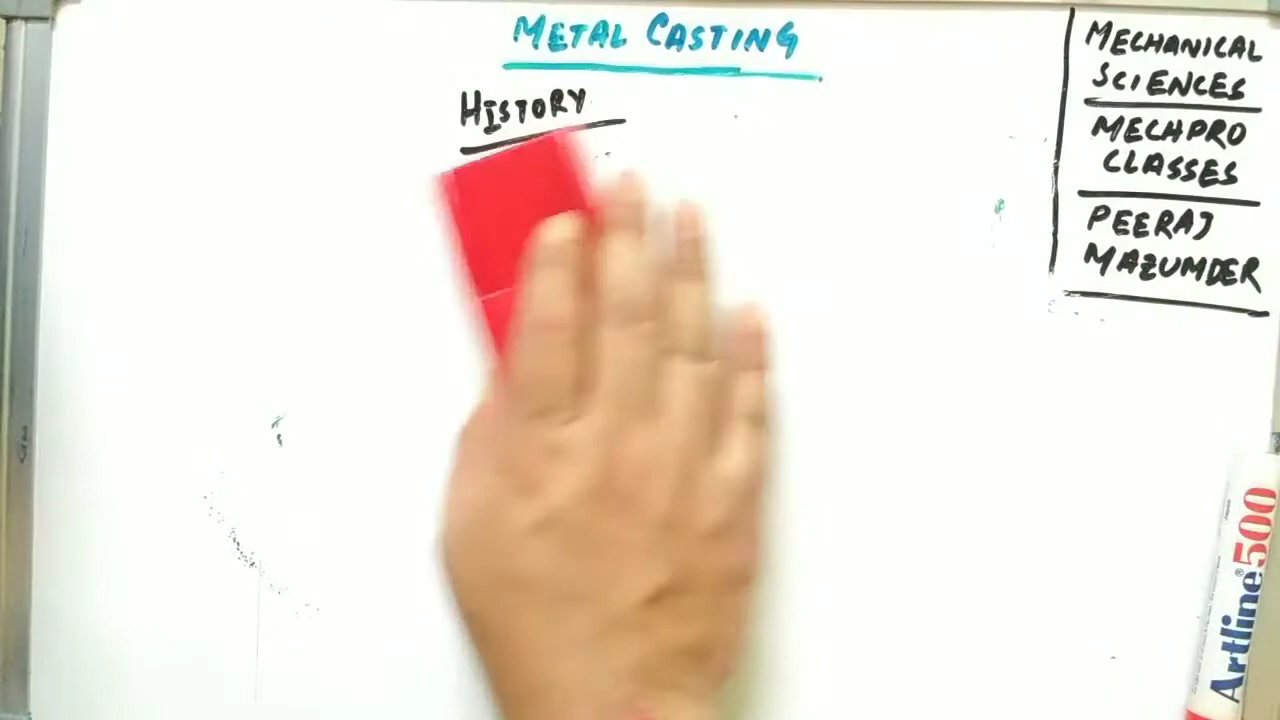 METAL CASTING
HISTORY
MECHANICAL
SCIENCES
MECHPRO
CLASSES
PEERAJ
MAZUMDER
Artline®500